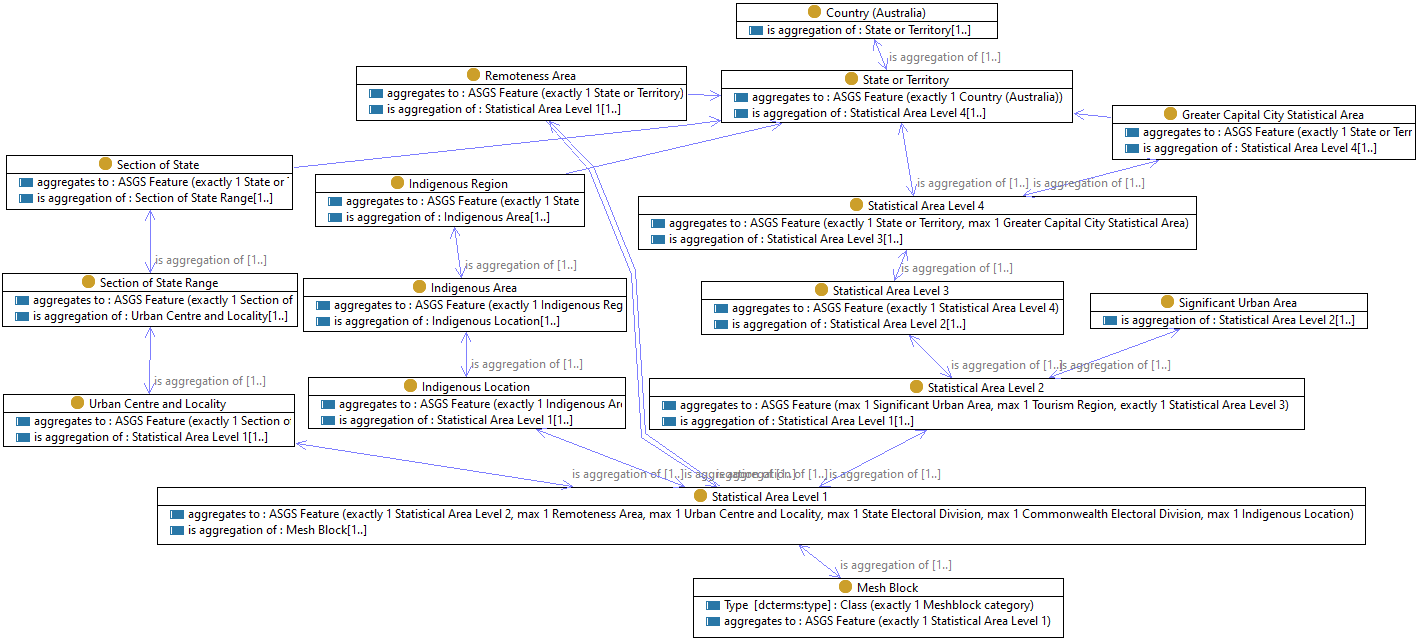 Country (Australia)
is aggregation of : State or Territory[1..]
is aggregation of [1..]
Remoteness Area
aggregates to : ASGS Feature (exactly 1 State or Territory)
is aggregation of : Statistical Area Level 1[1..]
State or Territory
aggregates to : ASGS Feature (exactly 1 Country (Australia))
is aggregation of : Statistical Area Level 4[1..]
Greater Capital City Statistical Area
aggregates to : ASGS Feature (exactly 1 State or Terr
is aggregation of : Statistical Area Level 4[1..]
Section of State
aggregates to : ASGS Feature (exactly 1 State or
is aggregation of : Section of State Range[1..]
Indigenous Region
aggregates to : ASGS Feature (exactly 1 State
is aggregation of : Indigenous Area[1..]
is aggregation of [1..]
is aggregation of [1..]
Statistical Area Level 4
aggregates to : ASGS Feature (exactly 1 State or Territory, max 1 Greater Capital City Statistical Area)
is aggregation of : Statistical Area Level 3[1..]
is aggregation of [1..]
is aggregation of [1..]
is aggregation of [1..]
Section of State Range
aggregates to : ASGS Feature (exactly 1 Section of
is aggregation of : Urban Centre and Locality[1..]
Indigenous Area
aggregates to : ASGS Feature (exactly 1 Indigenous Reg
is aggregation of : Indigenous Location[1..]
Statistical Area Level 3
aggregates to : ASGS Feature (exactly 1 Statistical Area Level 4)
is aggregation of : Statistical Area Level 2[1..]
Significant Urban Area
is aggregation of : Statistical Area Level 2[1..]
is aggregation of [1..]
is aggregation of [1..]
is aggregation of [1..]
is aggregation of [1..]
Urban Centre and Locality
aggregates to : ASGS Feature (exactly 1 Section o
is aggregation of : Statistical Area Level 1[1..]
Indigenous Location
aggregates to : ASGS Feature (exactly 1 Indigenous Ar
is aggregation of : Statistical Area Level 1[1..]
Statistical Area Level 2
aggregates to : ASGS Feature (max 1 Significant Urban Area, max 1 Tourism Region, exactly 1 Statistical Area Level 3)
is aggregation of : Statistical Area Level 1[1..]
is aggregation of [1..]
is aggregation of [1..]
is aggregation of [1..]
is aggregation of [1..]
Statistical Area Level 1
aggregates to : ASGS Feature (exactly 1 Statistical Area Level 2, max 1 Remoteness Area, max 1 Urban Centre and Locality, max 1 State Electoral Division, max 1 Commonwealth Electoral Division, max 1 Indigenous Location)
is aggregation of : Mesh Block[1..]
is aggregation of [1..]
Mesh Block
Type [dcterms:type] : Class (exactly 1 Meshblock category)
aggregates to : ASGS Feature (exactly 1 Statistical Area Level 1)